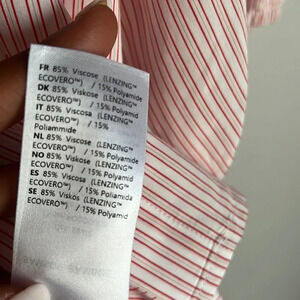 FR 85% Viscose (LENZING™
ECOVERO™) / 15% Polyamide
DK 85% Viskose (LENZING™
ECOVERO™) / 15% Polyamide
IT 85% Viscosa (LENZING™
ECOVERO™) / 15%
Poliammide
NL 85% Viscose (LENZING™
ECOVERO™) / 15% Polyamide
NO 85% Viskose (LENZING™
ECOVERO™) / 15% Polyamid
ES 85% Viscosa (LENZING™
ECOVERO™) / 15% Poliamida
SE 85% Viskos (LENZING™
ECOVERO™) / 15% Polyamid